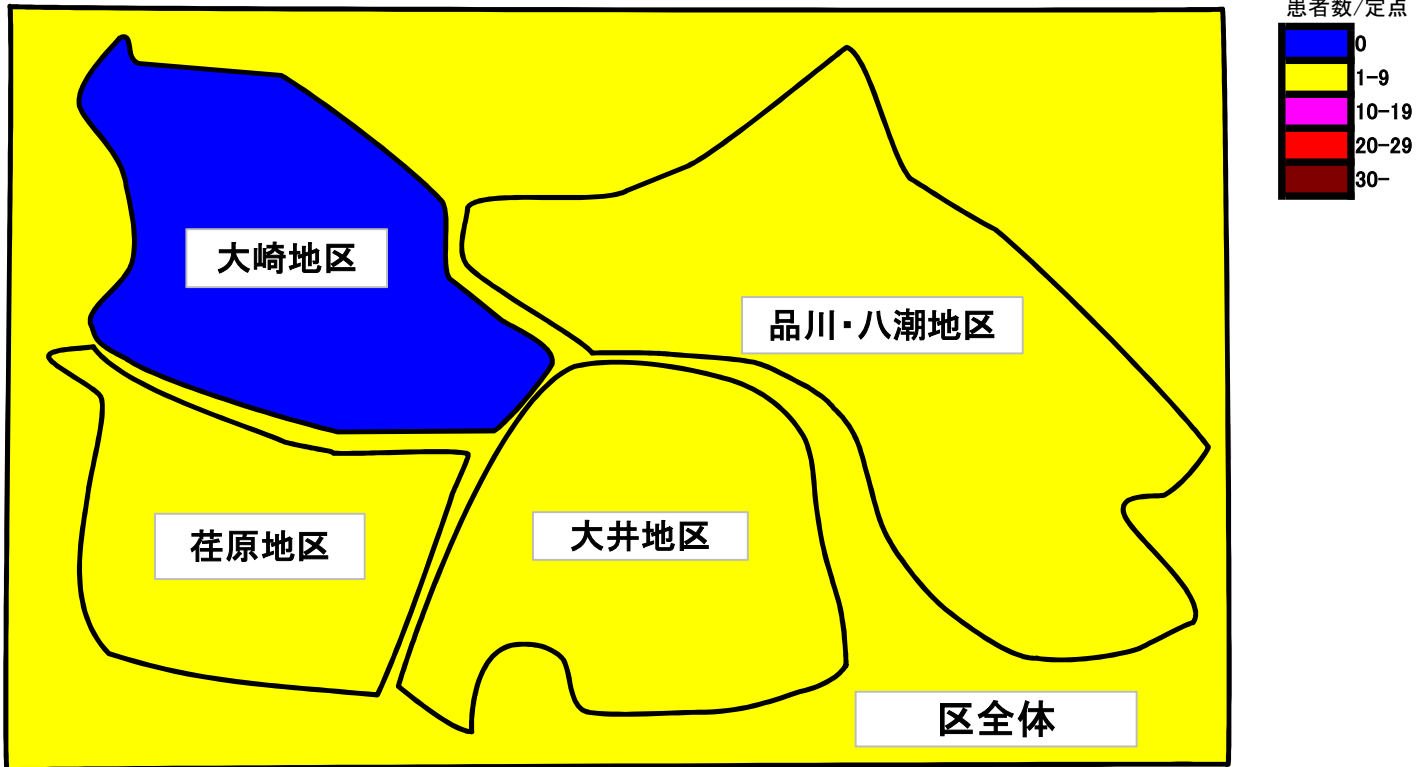 患者数/定点
0
1-9
10-19
20-29
30-
大崎地区
品川・八潮地区
荏原地区
大井地区
区全体